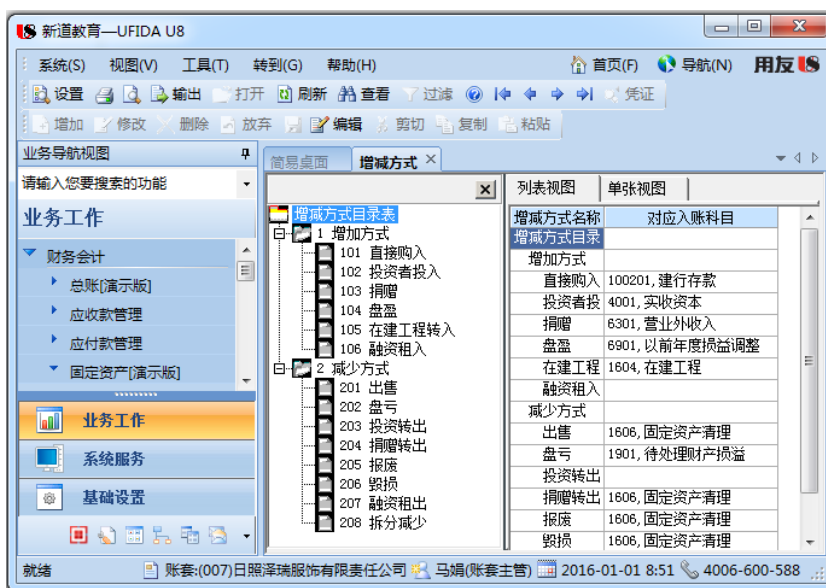 新道教育—UFIDA U8
系统(S) 视图(V) 工具(T) 转到(G) 帮助(H) 首页(F) 导航(N) 用友
设置 输出 打开 刷新 查看 过滤 凭证
增加 修改 删除 放弃 编辑 剪切 复制 粘贴
业务导航视图
请输入您要搜索的功能
业务工作
财务会计
总账[演示版]
应收款管理
应付款管理
固定资产[演示版]
业务工作
系统服务
基础设置
简易桌面 增减方式
增减方式目录表
1 增加方式
101 直接购入
102 投资者投入
103 捐赠
104 盘盈
105 在建工程转入
106 融资租入
2 减少方式
201 出售
202 盘亏
203 投资转出
204 捐赠转出
205 报废
206 毁损
207 融资租出
208 拆分减少
列表视图 单张视图
增减方式名称 对应入账科目
增减方式目录
增加方式
直接购入 100201,建行存款
投资者投 4001,实收资本
捐赠 6301,营业外收入
盘盈 6901,以前年度损益调整
在建工程 1604,在建工程
融资租入
减少方式
出售 1606,固定资产清理
盘亏 1901,待处理财产损溢
投资转出
捐赠转出 1606,固定资产清理
报废 1606,固定资产清理
毁损 1606,固定资产清理
就绪 账套:(007)日照泽瑞服饰有限责任公司 马娟(账套主管) 2016-01-01 8:51 4006-600-588